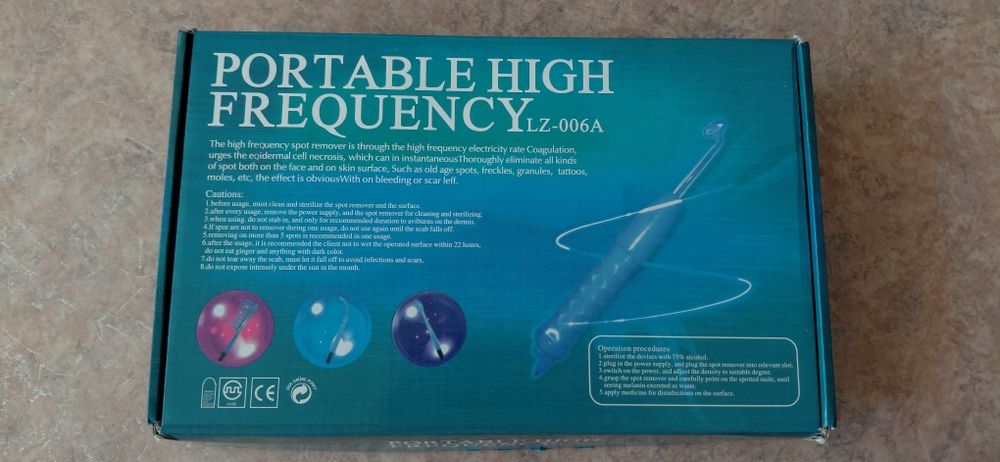 PORTABLE HIGH
FREQUENCY LZ-006A
The high frequency spot remover is through the high frequency electricity rate Coagulation,
urges the eqidermal cell necrosis, which can in instantaneousThoroughly eliminate all kinds
of spot both on the face and on skin surface, Such as old age spots, freckles, granules, tattoos,
moles, etc, the effect is obviousWith on bleeding or scar leff.
Cautions:
1.before usage, must clean and sterilize the spot remover and the surface.
2.after every usage, remove the power supply, and the spot remover for cleaning and sterilizing.
3.when using, do not stab in, and only for recommended duration to aviburus on the dermis.
4.If spor are not to remover during one usage, do not use again until the scab falls off.
5.removing on more than 5 spots is recommended in one usage.
6.after the usage, it is recommended the client not to wet the operated surface within 22 hours,
do not eat ginger and anything with dark color.
7.do not tear away the scab, must let it fall off to avoid infections and scars,
8.do not expose intensely under the sun in the month.
Operation procedures
1.sterilize the devises with 75% alcohol.
2.plug in the power supply, and plug the spot remover into relevant slot.
3.switch on the power, and adjust the density to suitable degree.
4.grasp the spot remover and carefully point on the spotted mole, until
seeing melanin excreted as waste.
5.apply medicine for disinfections on the surface.
CE
PORTABLE HIGH